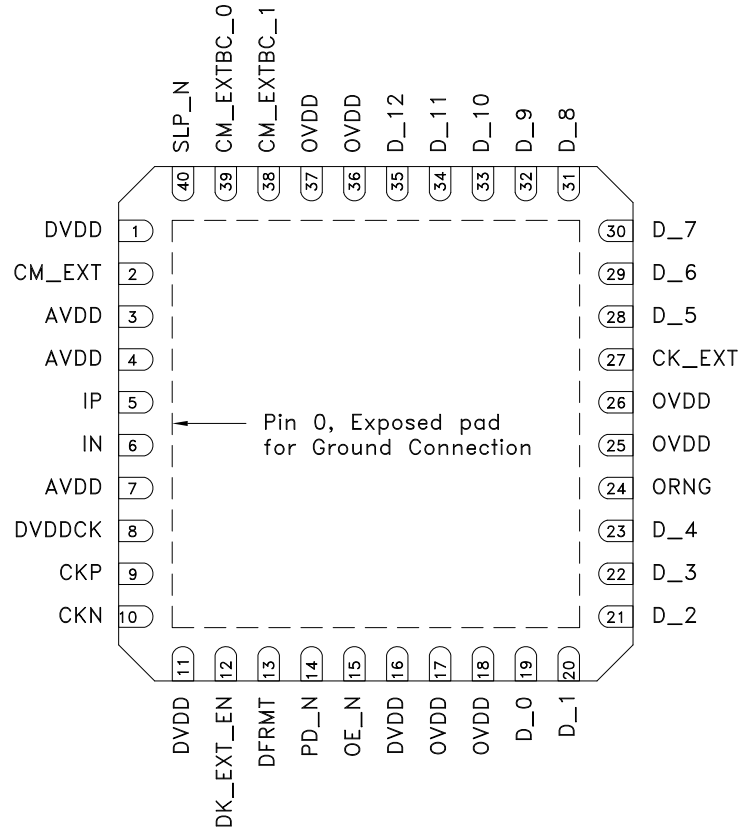 SLP_N
CM_EXTBC_0
CM_EXTBC_1
OVDD
OVDD
D_12
D_11
D_10
D_9
D_8
40
39
38
37
36
35
34
33
32
31
DVDD 1
30 D_7
CM_EXT 2
29 D_6
AVDD 3
28 D_5
AVDD 4
27 CK_EXT
IP 5
26 OVDD
Pin 0, Exposed pad
for Ground Connection
IN 6
25 OVDD
AVDD 7
24 ORNG
DVDDCK 8
23 D_4
CKP 9
22 D_3
CKN 10
21 D_2
11
12
13
14
15
16
17
18
19
20
DVDD
DK_EXT_EN
DFRMT
PD_N
OE_N
DVDD
OVDD
OVDD
D_0
D_1